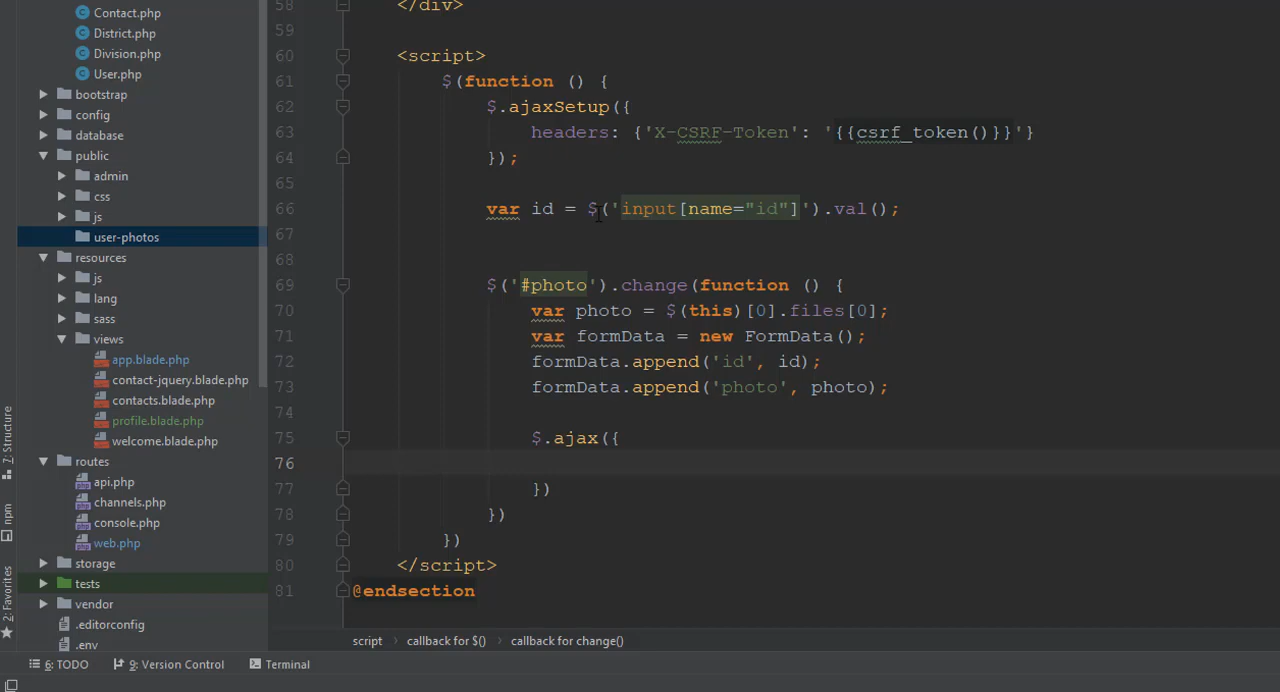 Contact.php
District.php
Division.php
User.php
bootstrap
config
database
public
admin
css
js
user-photos
resources
js
lang
sass
views
app.blade.php
contact-jquery.blade.php
contacts.blade.php
profile.blade.php
welcome.blade.php
routes
api.php
channels.php
console.php
web.php
storage
tests
vendor
.editorconfig
.env
7: Structure
npm
2: Favorites
58 </div>
59
60 <script>
61 $(function () {
62 $.ajaxSetup({
63 headers: {'X-CSRF-Token': '{{csrf_token()}}'}
64 });
65
66 var id = $('input[name="id"]').val();
67
68
69 $('#photo').change(function () {
70 var photo = $(this)[0].files[0];
71 var formData = new FormData();
72 formData.append('id', id);
73 formData.append('photo', photo);
74
75 $.ajax({
76
77 })
78 })
79 })
80 </script>
81 @endsection
script › callback for $() › callback for change()
6: TODO 9: Version Control Terminal